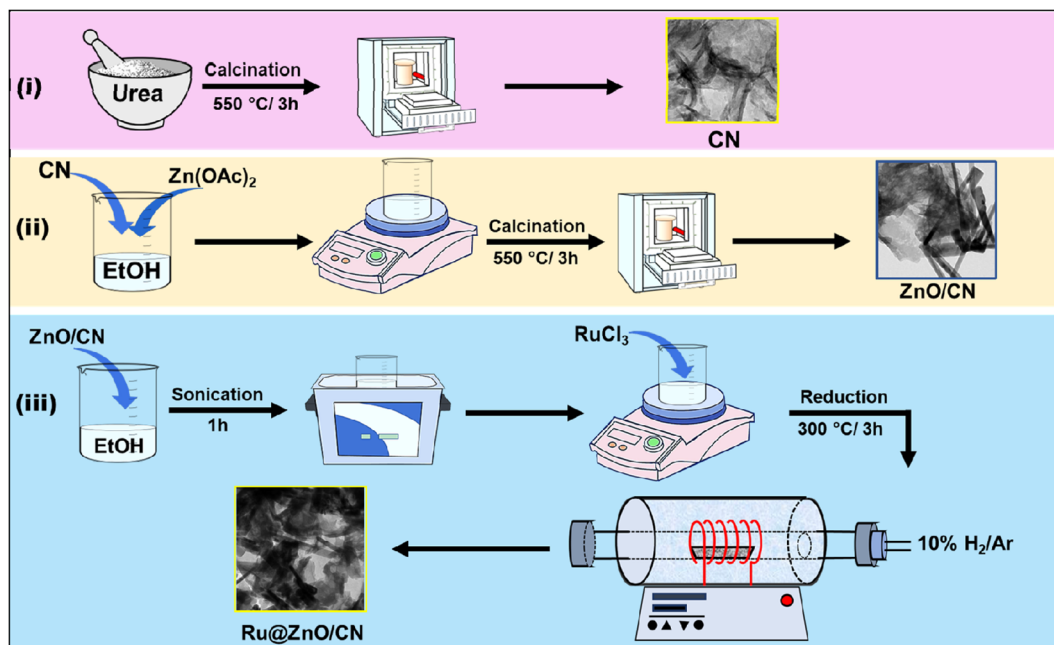 (i)
Urea
Calcination
550 °C/ 3h
CN
(ii)
CN
Zn(OAc)₂
EtOH
Calcination
550 °C/ 3h
ZnO/CN
(iii)
ZnO/CN
EtOH
Sonication
1h
RuCl₃
Reduction
300 °C/ 3h
10% H₂/Ar
Ru@ZnO/CN